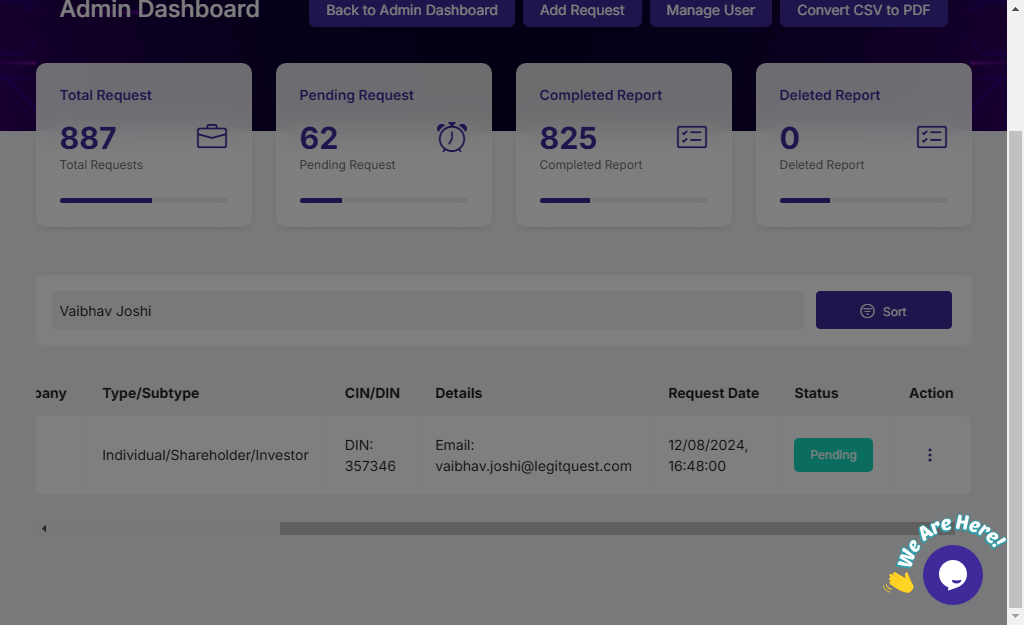 Admin Dashboard
Back to Admin Dashboard
Add Request
Manage User
Convert CSV to PDF
Total Request
887
Total Requests
Pending Request
62
Pending Request
Completed Report
825
Completed Report
Deleted Report
0
Deleted Report
Vaibhav Joshi
Sort
pany Type/Subtype CIN/DIN Details Request Date Status Action
Individual/Shareholder/Investor
DIN:
357346
Email:
vaibhav.joshi@legitquest.com
12/08/2024,
16:48:00
Pending
We Are Here!